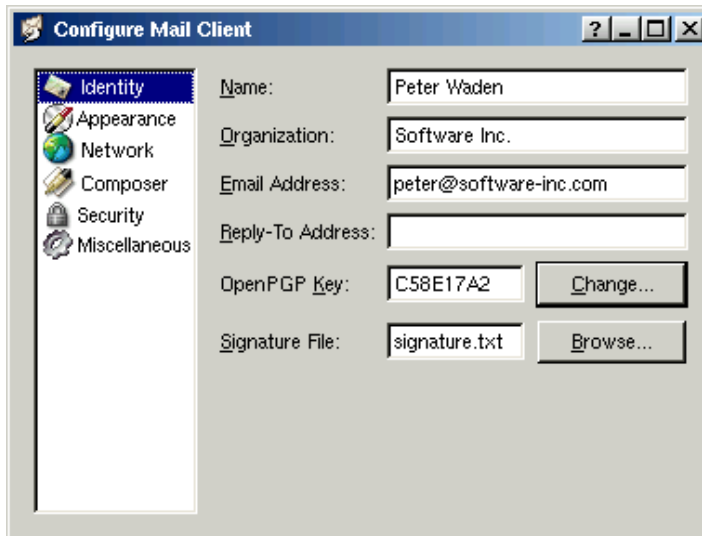 Configure Mail Client
Identity
Appearance
Network
Composer
Security
Miscellaneous
Name: Peter Waden
Organization: Software Inc.
Email Address: peter@software-inc.com
Reply-To Address:
OpenPGP Key: C58E17A2 Change...
Signature File: signature.txt Browse...